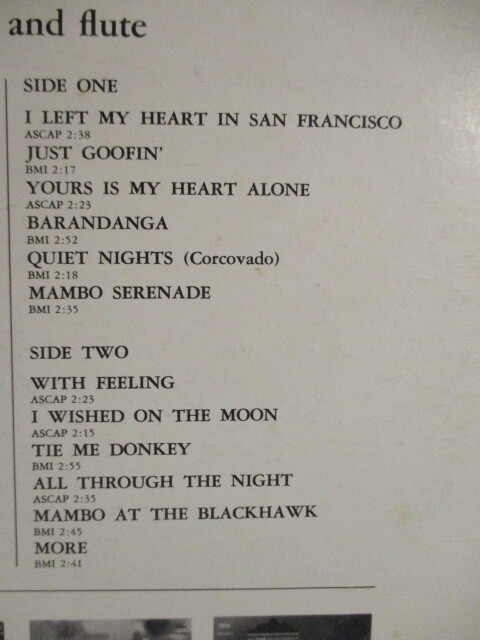 and flute
SIDE ONE
I LEFT MY HEART IN SAN FRANCISCO
ASCAP 2:38
JUST GOOFIN'
BMI 2:17
YOURS IS MY HEART ALONE
ASCAP 2:23
BARANDANGA
BMI 2:52
QUIET NIGHTS (Corcovado)
BMI 2:18
MAMBO SERENADE
BMI 2:35
SIDE TWO
WITH FEELING
ASCAP 2:23
I WISHED ON THE MOON
ASCAP 2:15
TIE ME DONKEY
BMI 2:55
ALL THROUGH THE NIGHT
ASCAP 2:35
MAMBO AT THE BLACKHAWK
BMI 2:45
MORE
BMI 2:41